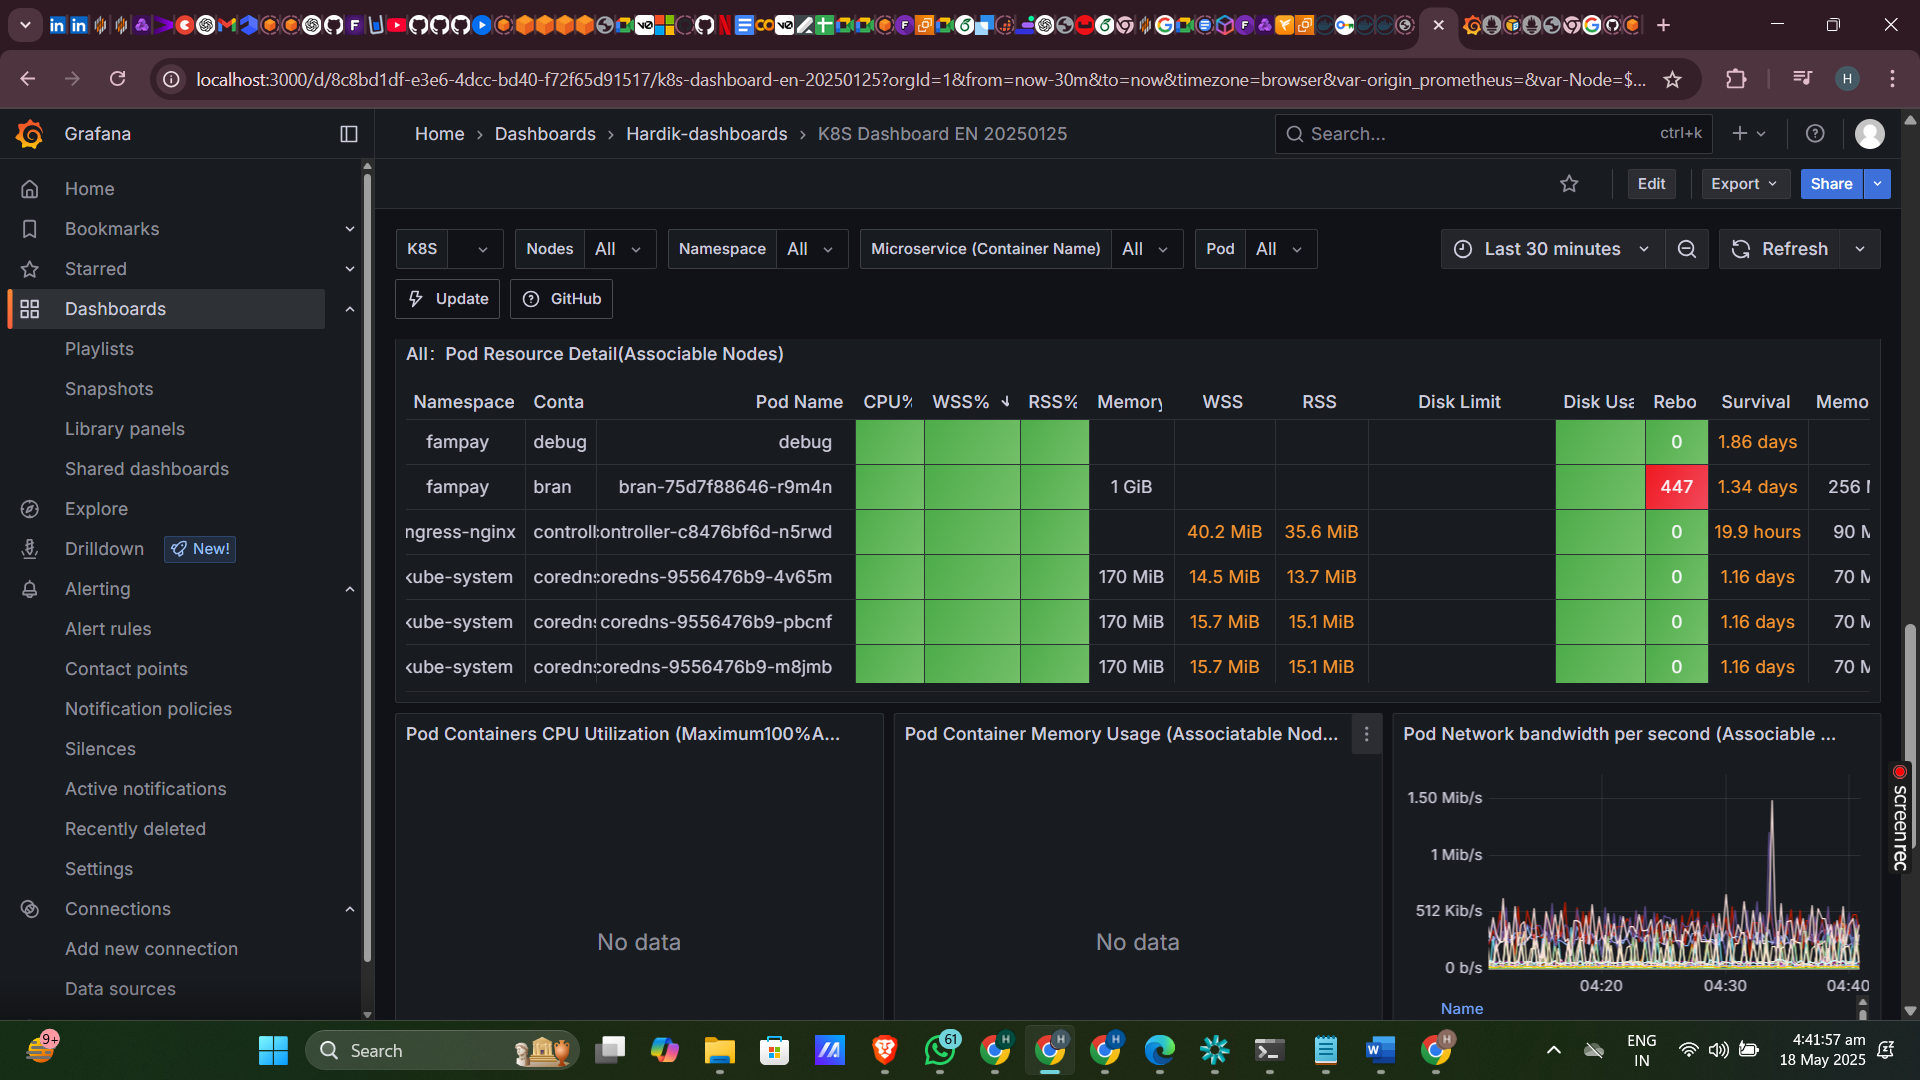 localhost:3000/d/8c8bd1df-e3e6-4dcc-bd40-f72f65d91517/k8s-dashboard-en-20250125?orgId=1&from=now-30m&to=now&timezone=browser&var-origin_prometheus=&var-Node=$...
H
Grafana
Home › Dashboards › Hardik-dashboards › K8S Dashboard EN 20250125
Search... ctrl+k
Edit Export Share
Home
Bookmarks
Starred
Dashboards
Playlists
Snapshots
Library panels
Shared dashboards
Explore
Drilldown New!
Alerting
Alert rules
Contact points
Notification policies
Silences
Active notifications
Recently deleted
Settings
Connections
Add new connection
Data sources
K8S Nodes All Namespace All Microservice (Container Name) All Pod All Last 30 minutes Refresh
Update GitHub
All: Pod Resource Detail(Associable Nodes)
Namespace Conta Pod Name CPU% WSS% RSS% Memory WSS RSS Disk Limit Disk Usa Rebo Survival Memo
fampay debug debug 0 1.86 days
fampay bran bran-75d7f88646-r9m4n 1 GiB 447 1.34 days 256 M
ngress-nginx controll ontroller-c8476bf6d-n5rwd 40.2 MiB 35.6 MiB 0 19.9 hours 90 M
kube-system coredns oredns-9556476b9-4v65m 170 MiB 14.5 MiB 13.7 MiB 0 1.16 days 70 M
kube-system coredns coredns-9556476b9-pbcnf 170 MiB 15.7 MiB 15.1 MiB 0 1.16 days 70 M
kube-system coredns oredns-9556476b9-m8jmb 170 MiB 15.7 MiB 15.1 MiB 0 1.16 days 70 M
Pod Containers CPU Utilization (Maximum100%A...
No data
Pod Container Memory Usage (Associatable Nod...
No data
Pod Network bandwidth per second (Associable ...
1.50 Mib/s
1 Mib/s
512 Kib/s
0 b/s
04:20 04:30 04:40
Name
screenrec
9+
Search
61
ENG
IN
4:41:57 am
18 May 2025